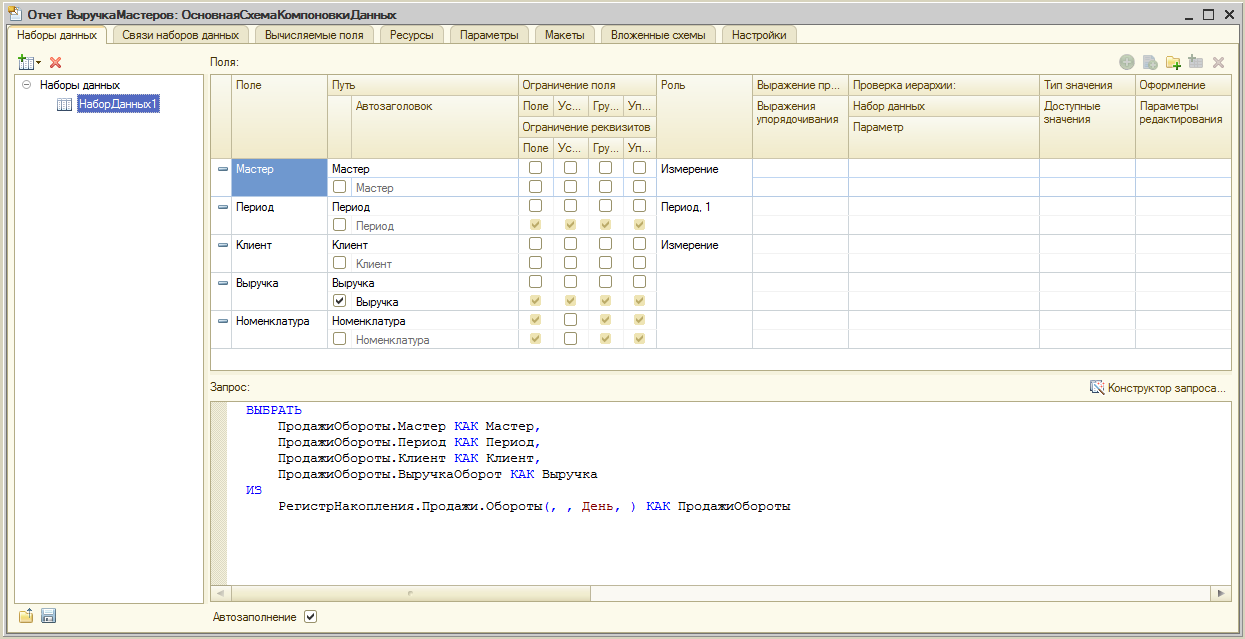 Отчет ВыручкаМастеров: ОсновнаяСхемаКомпоновкиДанных
Наборы данных Связи наборов данных Вычисляемые поля Ресурсы Параметры Макеты Вложенные схемы Настройки
Поля:
Наборы данных
НаборДанных1
Поле Путь Ограничение поля Роль Выражение пр... Проверка иерархии: Тип значения Оформление
Автозаголовок Поле Ус... Гру... Уп... Выражения упорядочивания Набор данных Доступные значения Параметры редактирования
Ограничение реквизитов Параметр
Поле Ус... Гру... Уп...
Мастер Мастер Измерение
Мастер
Период Период Период, 1
Период
Клиент Клиент Измерение
Клиент
Выручка Выручка
Выручка
Номенклатура Номенклатура
Номенклатура
Запрос: Конструктор запроса...
ВЫБРАТЬ
ПродажиОбороты.Мастер КАК Мастер,
ПродажиОбороты.Период КАК Период,
ПродажиОбороты.Клиент КАК Клиент,
ПродажиОбороты.ВыручкаОборот КАК Выручка
ИЗ
РегистрНакопления.Продажи.Обороты(, , День, ) КАК ПродажиОбороты
Автозаполнение